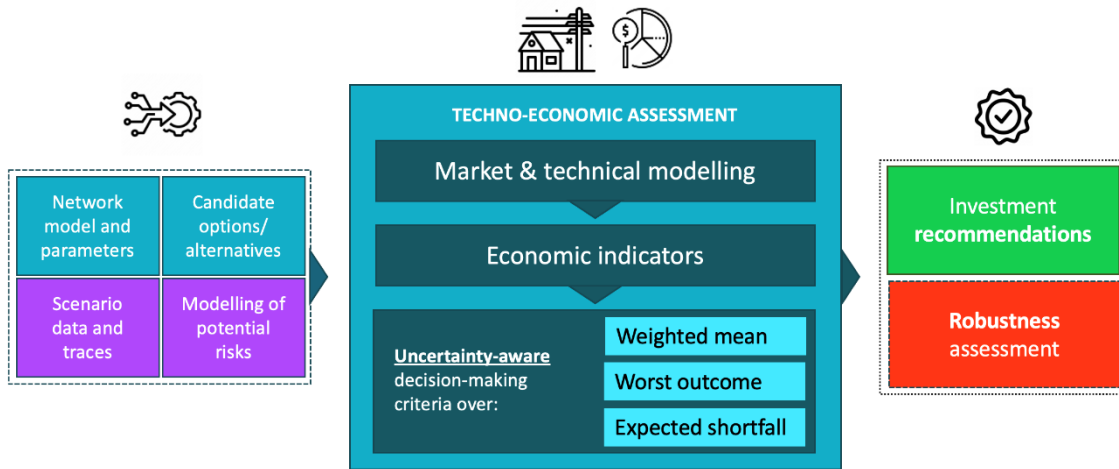 $
TECHNO-ECONOMIC ASSESSMENT
Network
model and
parameters
Candidate
options/
alternatives
Scenario
data and
traces
Modelling of
potential
risks
Market & technical modelling
Economic indicators
Uncertainty-aware
decision-making
criteria over:
Weighted mean
Worst outcome
Expected shortfall
Investment
recommendations
Robustness
assessment